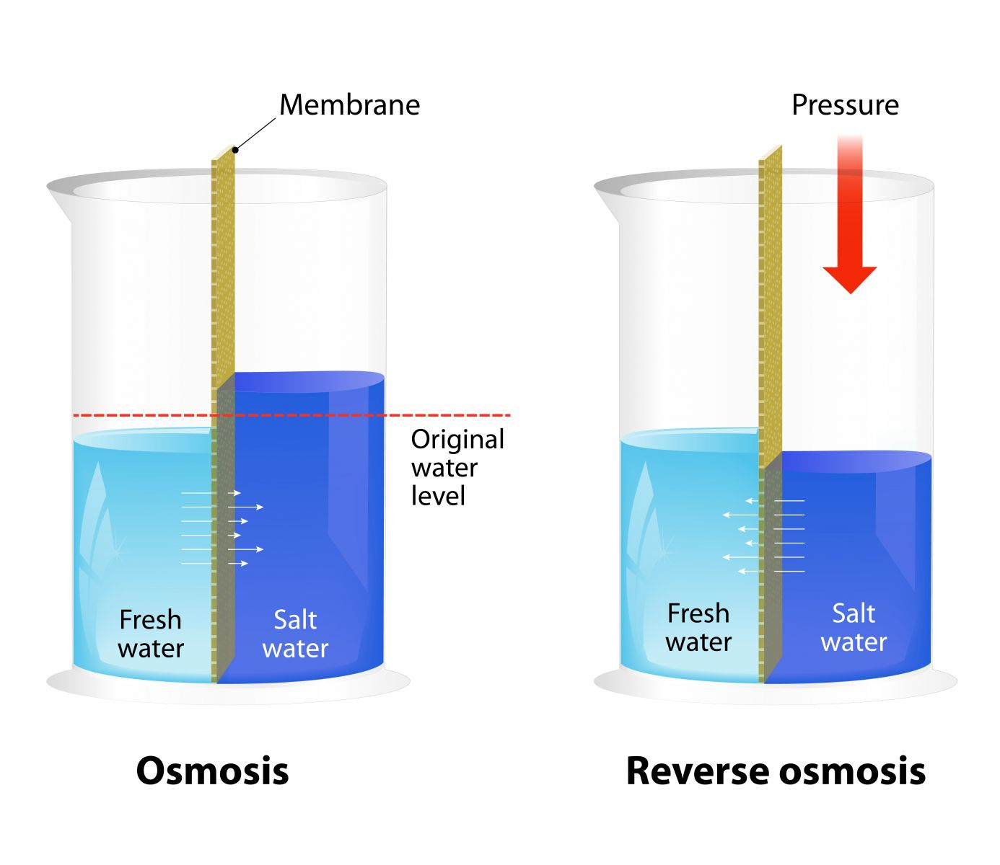 Membrane
Original
water
level
Fresh
water
Salt
water
Osmosis
Pressure
Fresh
water
Salt
water
Reverse osmosis